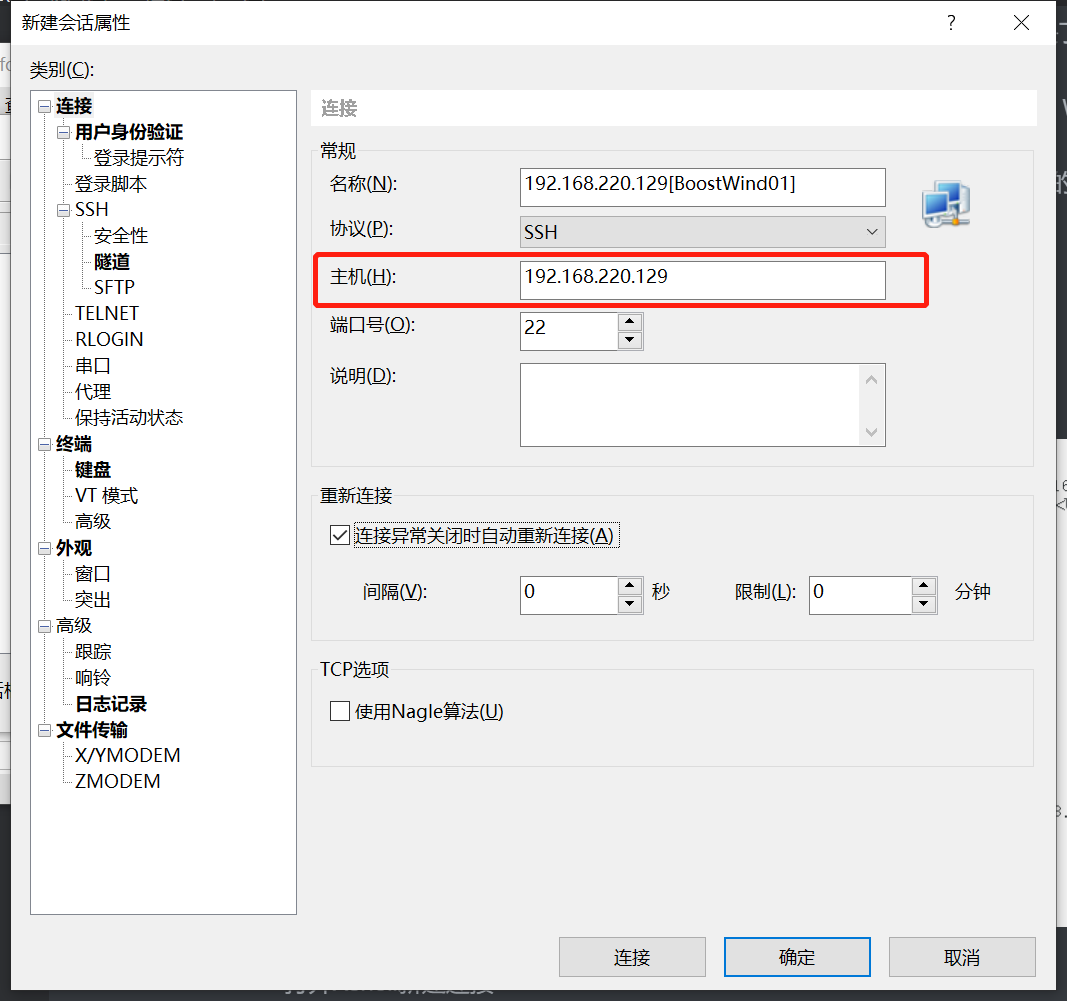 新建会话属性
?
类别(C):
连接
用户身份验证
登录提示符
登录脚本
SSH
安全性
隧道
SFTP
TELNET
RLOGIN
串口
代理
保持活动状态
终端
键盘
VT 模式
高级
外观
窗口
突出
高级
跟踪
响铃
日志记录
文件传输
X/YMODEM
ZMODEM
连接
常规
名称(N): 192.168.220.129[BoostWind01]
协议(P): SSH
主机(H): 192.168.220.129
端口号(O): 22
说明(D):
重新连接
连接异常关闭时自动重新连接(A)
间隔(V): 0 秒 限制(L): 0 分钟
TCP选项
使用Nagle算法(U)
连接 确定 取消